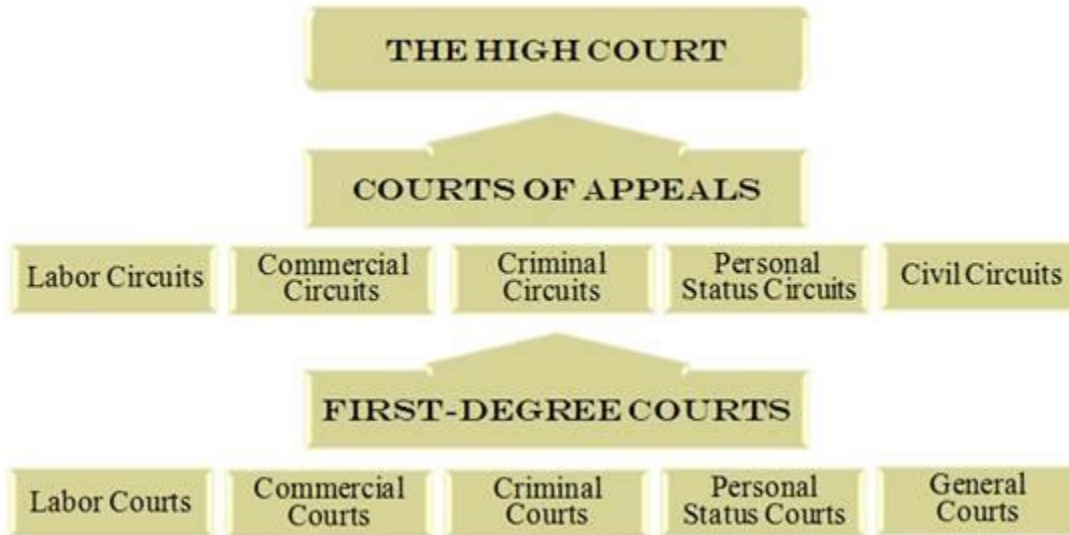 THE HIGH COURT
COURTS OF APPEALS
Labor Circuits
Commercial
Circuits
Criminal
Circuits
Personal
Status Circuits
Civil Circuits
FIRST-DEGREE COURTS
Labor Courts
Commercial
Courts
Criminal
Courts
Personal
Status Courts
General
Courts